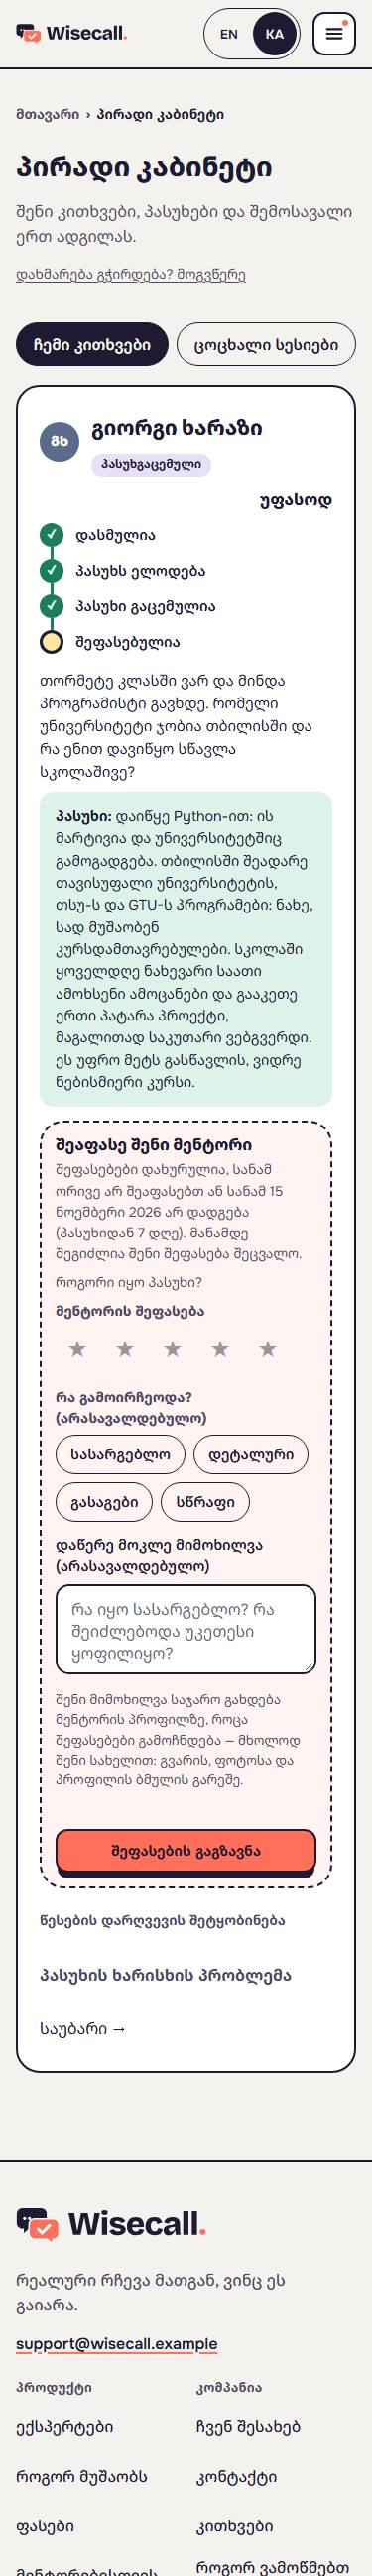 Wisecall.
EN
KA
მთავარი › პირადი კაბინეტი
პირადი კაბინეტი
შენი კითხვები, პასუხები და შემოსავალი
ერთ ადგილას.
დახმარება გჭირდება? მოგვწერე
ჩემი კითხვები
ცოცხალი სესიები
გხ
გიორგი ხარაზი
პასუხგაცემული
უფასოდ
დასმულია
პასუხს ელოდება
პასუხი გაცემულია
შეფასებულია
თორმეტე კლასში ვარ და მინდა
პროგრამისტი გავხდე. რომელი
უნივერსიტეტი ჯობია თბილისში და
რა ენით დავიწყო სწავლა
სკოლაშივე?
პასუხი: დაიწყე Python-ით: ის
მარტივია და უნივერსიტეტშიც
გამოგადგება. თბილისში შეადარე
თავისუფალი უნივერსიტეტის,
თსუ-ს და GTU-ს პროგრამები: ნახე,
სად მუშაობენ
კურსდამთავრებულები. სკოლაში
ყოველდღე ნახევარი საათი
ამოხსენი ამოცანები და გააკეთე
ერთი პატარა პროექტი,
მაგალითად საკუთარი ვებგვერდი.
ეს უფრო მეტს გასწავლის, ვიდრე
ნებისმიერი კურსი.
შეაფასე შენი მენტორი
შეფასებები დახურულია, სანამ
ორივე არ შეაფასებთ ან სანამ 15
ნოემბერი 2026 არ დადგება
(პასუხიდან 7 დღე). მანამდე
შეგიძლია შენი შეფასება შეცვალო.
როგორი იყო პასუხი?
მენტორის შეფასება
რა გამოირჩეოდა?
(არასავალდებულო)
სასარგებლო
დეტალური
გასაგები
სწრაფი
დაწერე მოკლე მიმოხილვა
(არასავალდებულო)
რა იყო სასარგებლო? რა
შეიძლებოდა უკეთესი
ყოფილიყო?
შენი მიმოხილვა საჯარო გახდება
მენტორის პროფილზე, როცა
შეფასებები გამოჩნდება — მხოლოდ
შენი სახელით: გვარის, ფოტოსა და
პროფილის ბმულის გარეშე.
შეფასების გაგზავნა
წესების დარღვევის შეტყობინება
პასუხის ხარისხის პრობლემა
საუბარი →
Wisecall.
რეალური რჩევა მათგან, ვინც ეს
გაიარა.
support@wisecall.example
პროდუქტი
კომპანია
ექსპერტები
ჩვენ შესახებ
როგორ მუშაობს
კონტაქტი
ფასები
კითხვები
მენტორებისთვის
როგორ ვამოწმებთ